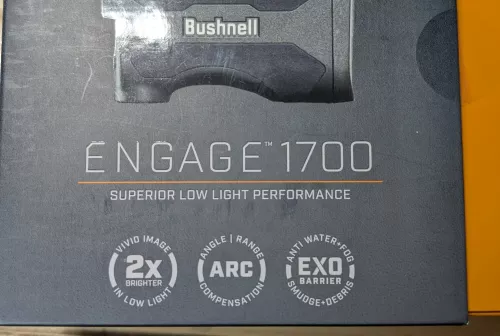 Bushnell
ENGAGE™ 1700
SUPERIOR LOW LIGHT PERFORMANCE
VIVID IMAGE
2X
BRIGHTER
IN LOW LIGHT
ANGLE | RANGE
ARC
COMPENSATION
ANTI WATER+FOG
EXO
BARRIER
SMUDGE+DEBRIS